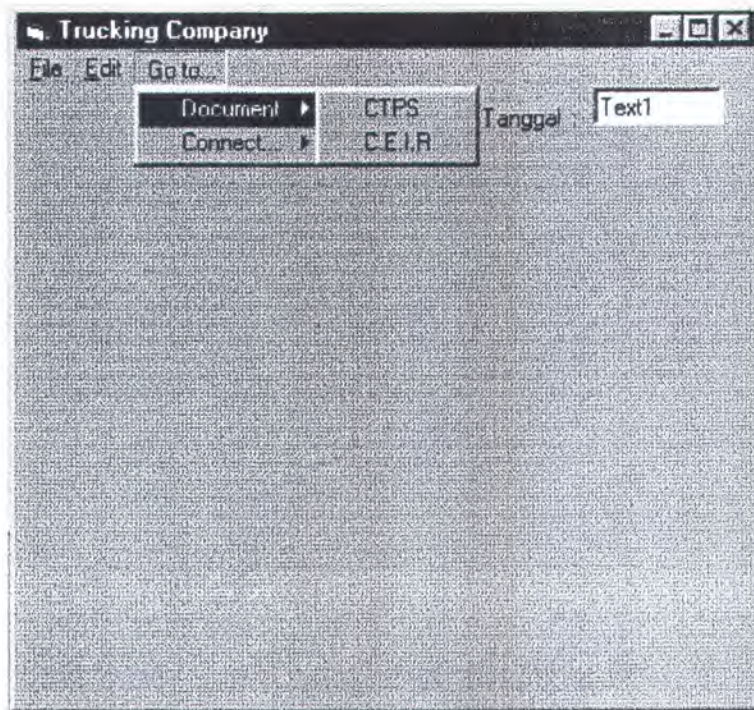 Trucking Company
File Edit Go to...
Document CTPS Tanggal : Text1
Connect... C.E.I.R